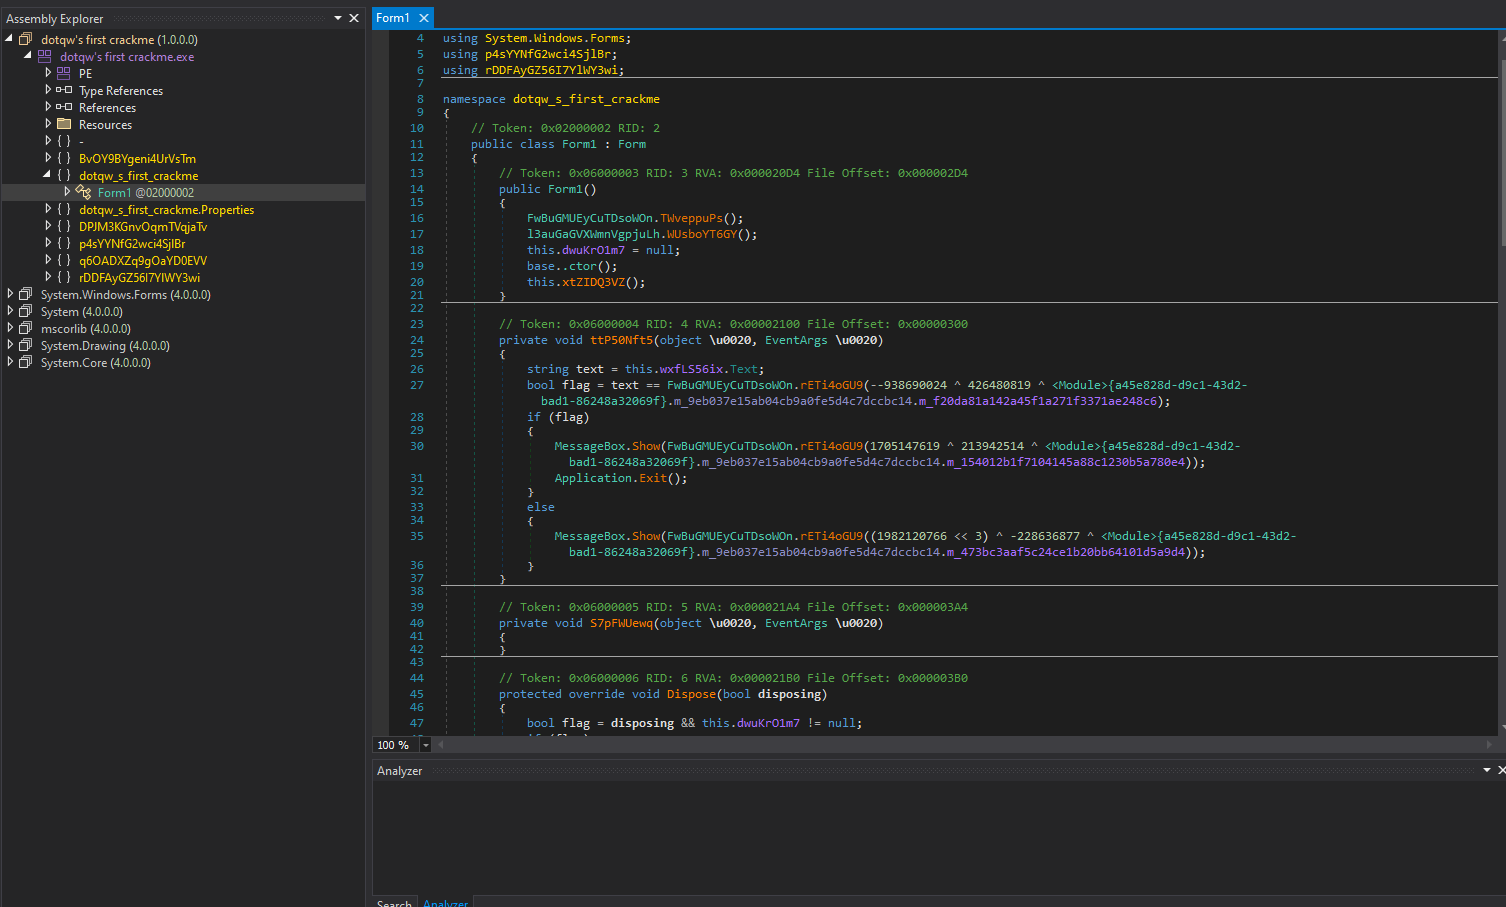 Assembly Explorer
dotqw's first crackme (1.0.0.0)
dotqw's first crackme.exe
PE
Type References
References
Resources
{ } -
{ } BvOY9BYgeni4UrVsTm
{ } dotqw_s_first_crackme
Form1 @02000002
{ } dotqw_s_first_crackme.Properties
{ } DPJM3KGnvOqmTVqjaTv
{ } p4sYYNfG2wci4SjlBr
{ } q6OADXZq9gOaYD0EVV
{ } rDDFAyGZ56I7YlWY3wi
System.Windows.Forms (4.0.0.0)
System (4.0.0.0)
mscorlib (4.0.0.0)
System.Drawing (4.0.0.0)
System.Core (4.0.0.0)
Form1
4 using System.Windows.Forms;
5 using p4sYYNfG2wci4SjlBr;
6 using rDDFAyGZ56I7YlWY3wi;
7
8 namespace dotqw_s_first_crackme
9 {
10 // Token: 0x02000002 RID: 2
11 public class Form1 : Form
12 {
13 // Token: 0x06000003 RID: 3 RVA: 0x000020D4 File Offset: 0x000002D4
14 public Form1()
15 {
16 FwBuGMUEyCuTDsoWOn.TWveppuPs();
17 l3auGaGVXWmnVgpjuLh.WUsboYT6GY();
18 this.dwuKrO1m7 = null;
19 base..ctor();
20 this.xtZIDQ3VZ();
21 }
22
23 // Token: 0x06000004 RID: 4 RVA: 0x00002100 File Offset: 0x00000300
24 private void ttP50Nft5(object \u0020, EventArgs \u0020)
25 {
26 string text = this.wxfLS56ix.Text;
27 bool flag = text == FwBuGMUEyCuTDsoWOn.rETi4oGU9(--938690024 ^ 426480819 ^ <Module>{a45e828d-d9c1-43d2-
bad1-86248a32069f}.m_9eb037e15ab04cb9a0fe5d4c7dccbc14.m_f20da81a142a45f1a271f3371ae248c6);
28 if (flag)
29 {
30 MessageBox.Show(FwBuGMUEyCuTDsoWOn.rETi4oGU9(1705147619 ^ 213942514 ^ <Module>{a45e828d-d9c1-43d2-
bad1-86248a32069f}.m_9eb037e15ab04cb9a0fe5d4c7dccbc14.m_154012b1f7104145a88c1230b5a780e4));
31 Application.Exit();
32 }
33 else
34 {
35 MessageBox.Show(FwBuGMUEyCuTDsoWOn.rETi4oGU9((1982120766 << 3) ^ -228636877 ^ <Module>{a45e828d-d9c1-43d2-
bad1-86248a32069f}.m_9eb037e15ab04cb9a0fe5d4c7dccbc14.m_473bc3aaf5c24ce1b20bb64101d5a9d4));
36 }
37 }
38
39 // Token: 0x06000005 RID: 5 RVA: 0x000021A4 File Offset: 0x000003A4
40 private void S7pFWUewq(object \u0020, EventArgs \u0020)
41 {
42 }
43
44 // Token: 0x06000006 RID: 6 RVA: 0x000021B0 File Offset: 0x000003B0
45 protected override void Dispose(bool disposing)
46 {
47 bool flag = disposing && this.dwuKrO1m7 != null;
100 %
Analyzer
Search Analyzer